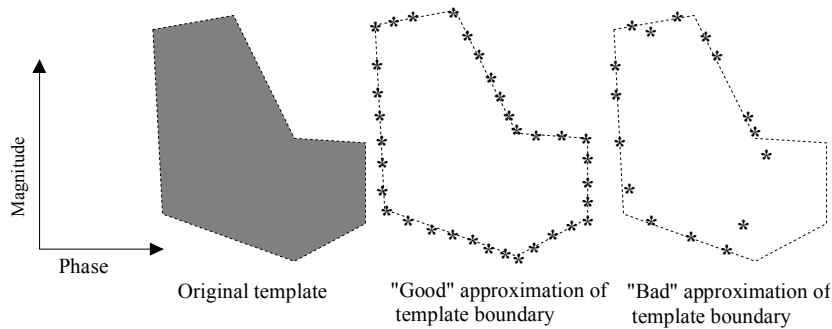 Magnitude
Phase
Original template
"Good" approximation of
template boundary
"Bad" approximation of
template boundary